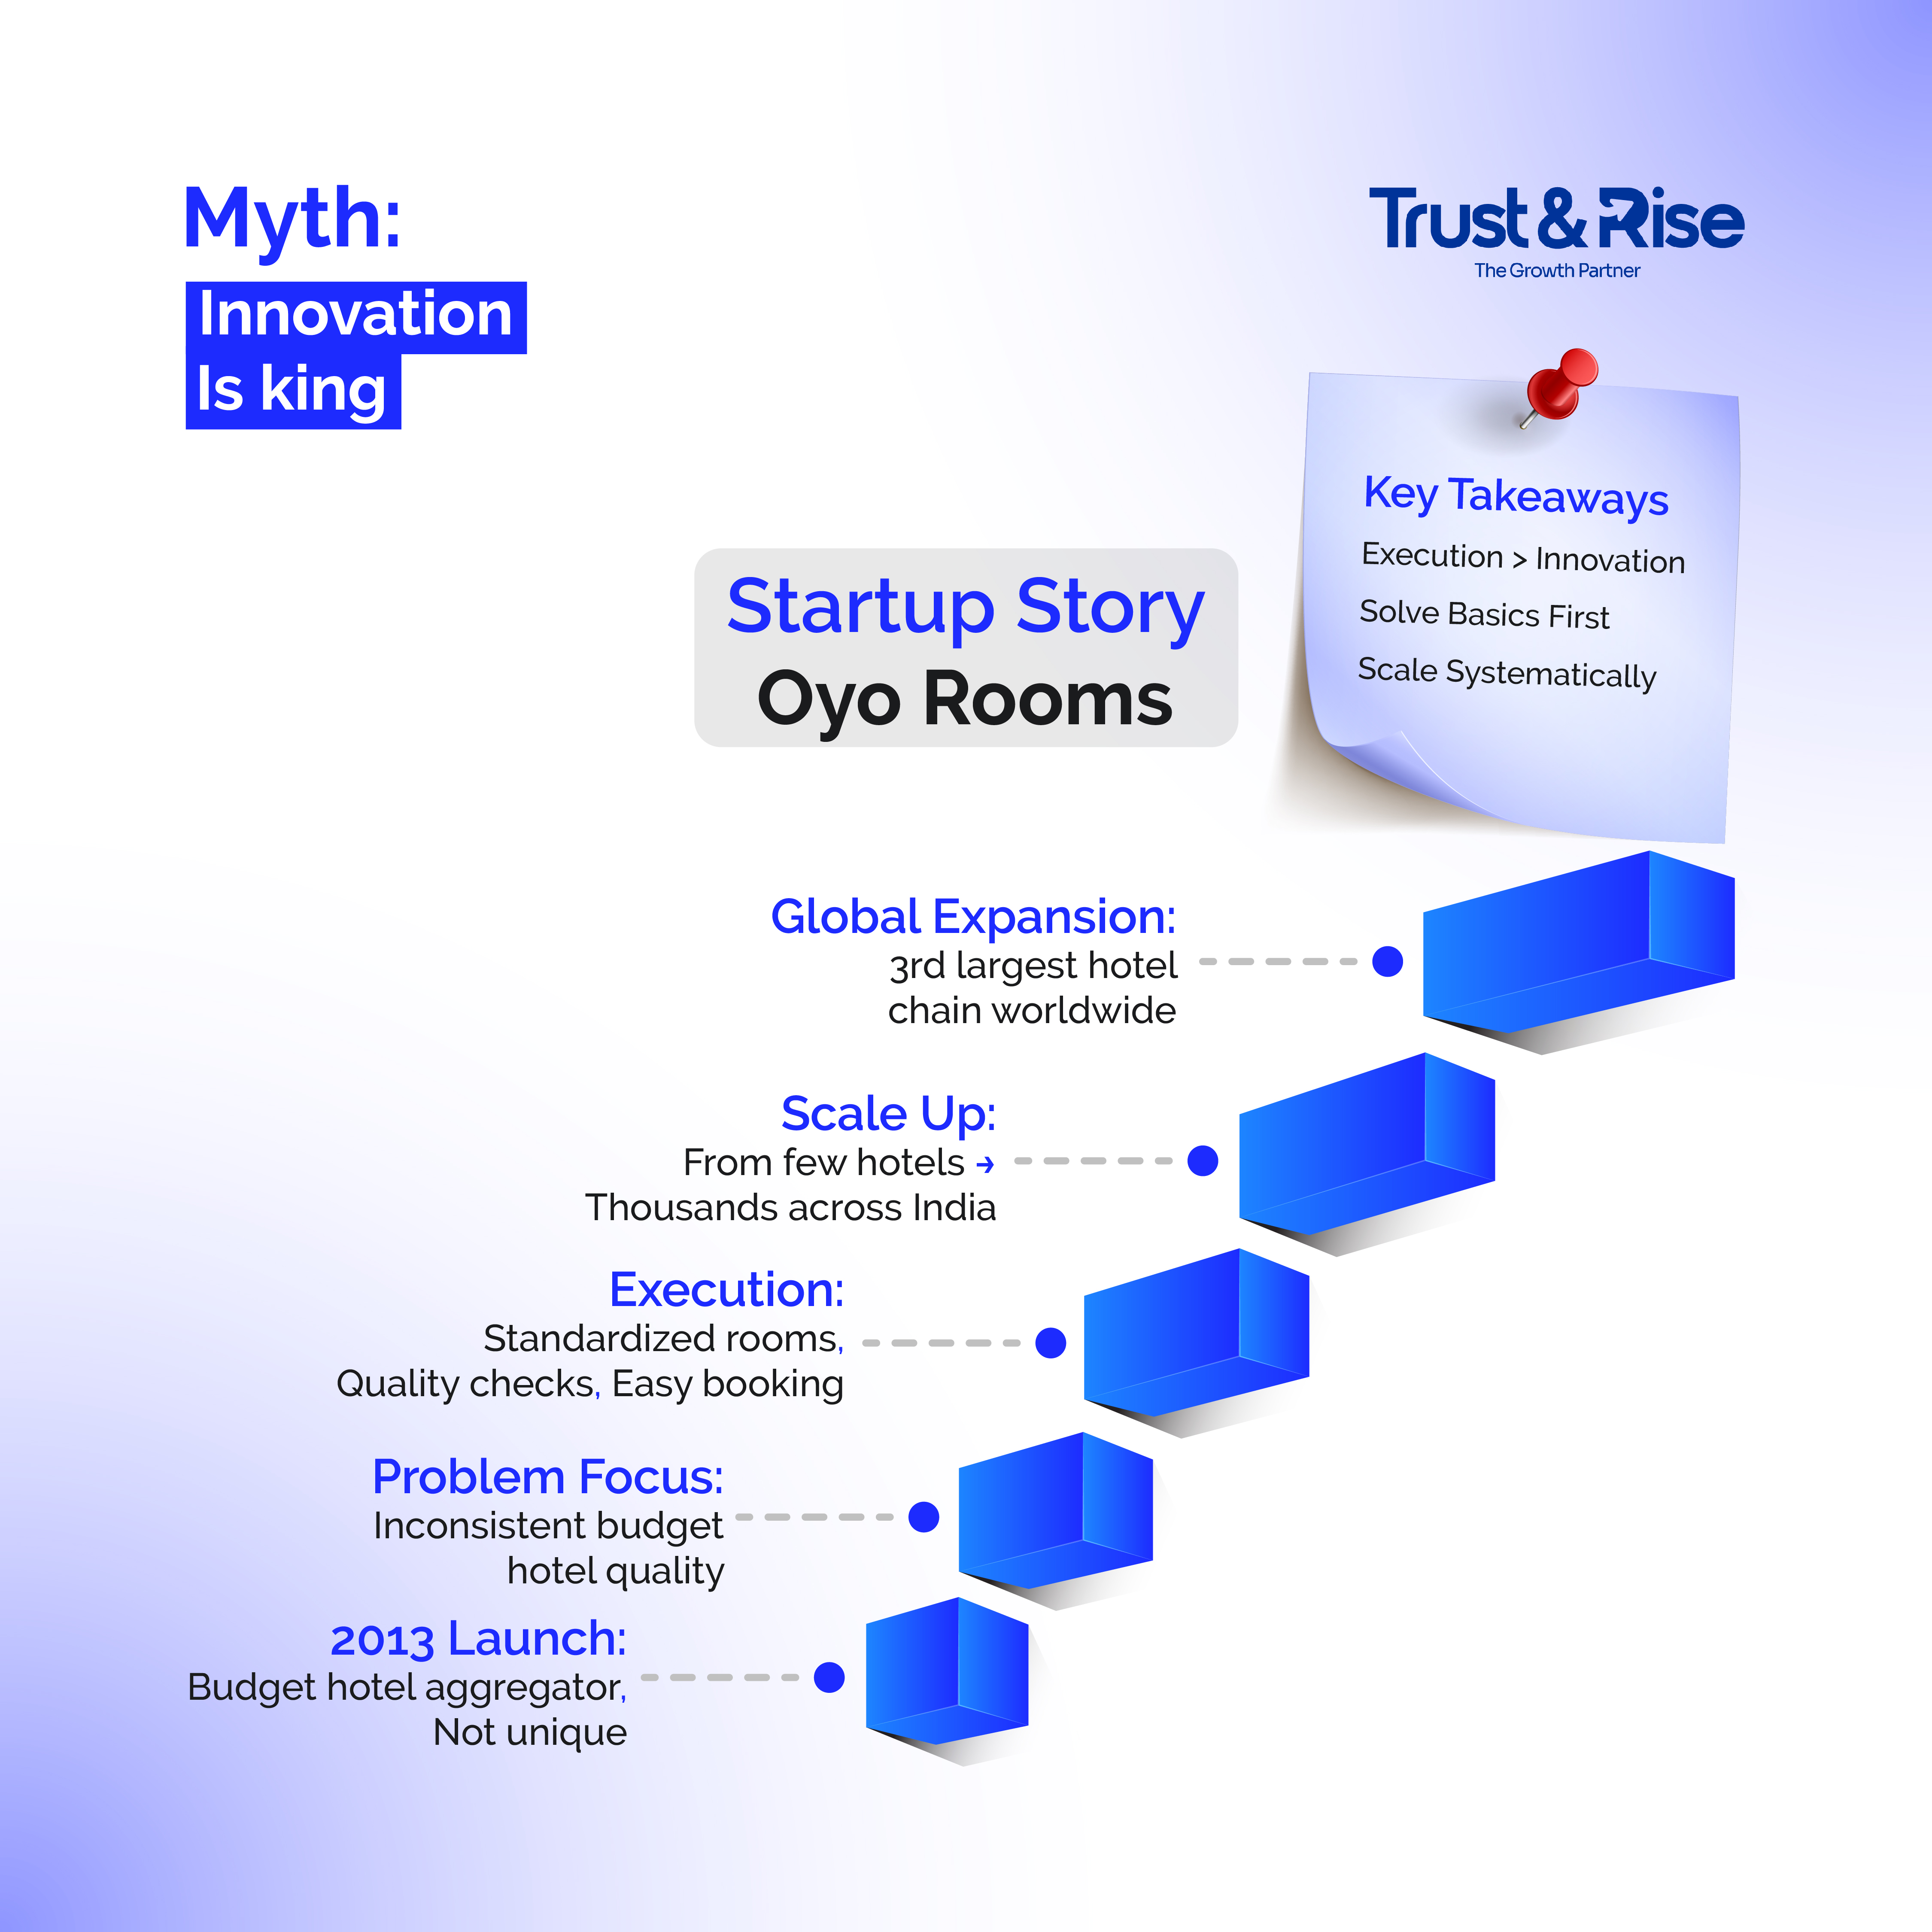 Myth:
Innovation
Is king
Trust & Rise
The Growth Partner
Key Takeaways
Execution > Innovation
Solve Basics First
Scale Systematically
Startup Story
Oyo Rooms
Global Expansion:
3rd largest hotel
chain worldwide
Scale Up:
From few hotels →
Thousands across India
Execution:
Standardized rooms,
Quality checks, Easy booking
Problem Focus:
Inconsistent budget
hotel quality
2013 Launch:
Budget hotel aggregator,
Not unique